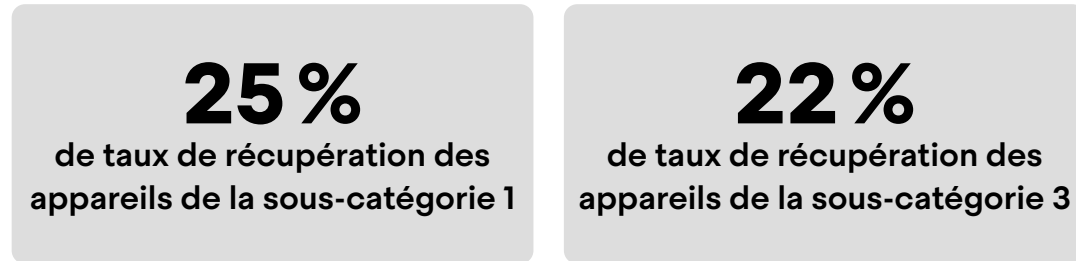 25 %
de taux de récupération des
appareils de la sous-catégorie 1
22 %
de taux de récupération des
appareils de la sous-catégorie 3